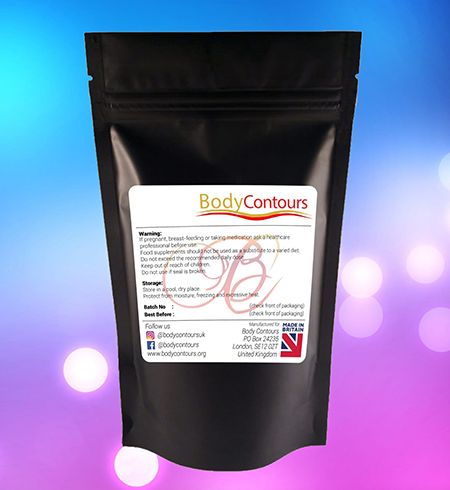 BodyContours
Warning:
If pregnant, breast-feeding or taking medication ask a healthcare
professional before use.
Food supplements should not be used as a substitute to a varied diet.
Do not exceed the recommended daily dose.
Keep out of reach of children.
Do not use if seal is broken.
Storage:
Store in a cool, dry place.
Protect from moisture, freezing and excessive heat.
Batch No : (check front of packaging)
Best Before : (check front of packaging)
Follow us
@bodycontoursuk
@bodycontours
www.bodycontours.org
Manufactured for
Body Contours
PO Box 24235
London, SE12 0ZT
United Kingdom
MADE IN
BRITAIN